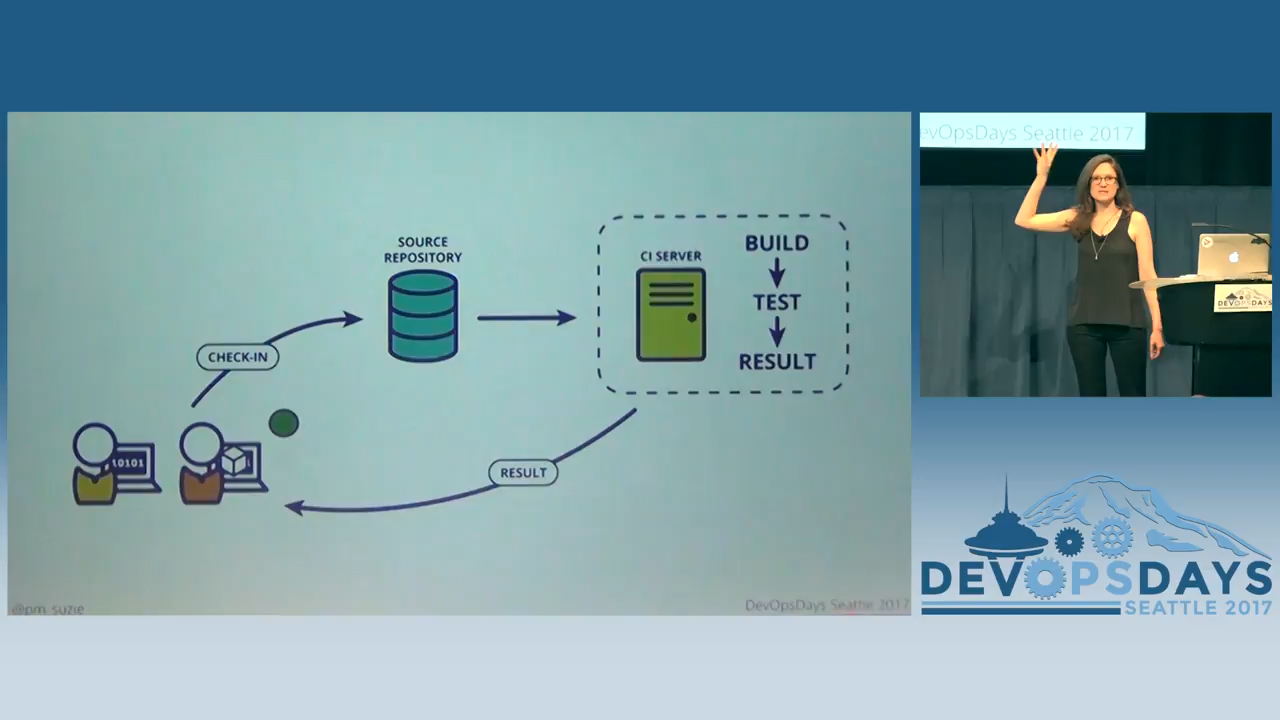 SOURCE
REPOSITORY
CI SERVER
BUILD
TEST
RESULT
CHECK-IN
10101
RESULT
@pm_suzie
DevOpsDays Seattle 2017
evOpsDays Seattle 2017
DEVOPSDAYS
DEVOPSDAYS
SEATTLE 2017